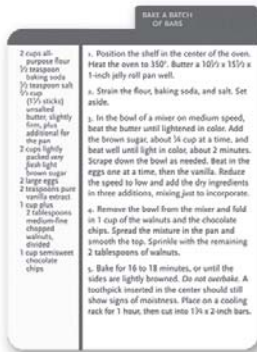 BAKE A BATCH
OF BARS
2 cups all-
purpose flour
½ teaspoon
baking soda
½ teaspoon salt
cup
(1½ sticks)
unsalted
butter, slightly
firm, plus
additional for
the pan
2 cups lightly
packed very
fresh light
brown sugar
2 large eggs
2 teaspoons pure
vanilla extract
1 cup plus
2 tablespoons
medium-fine
chopped
walnuts,
divided
1 cup semisweet
chocolate
chips
1. Position the shelf in the center of the oven.
Heat the oven to 350°. Butter a 10½ x 15½ x
1-inch jelly roll pan well.
2. Strain the flour, baking soda, and salt. Set
aside.
3. In the bowl of a mixer on medium speed,
beat the butter until lightened in color. Add
the brown sugar, about ¼ cup at a time, and
beat well until light in color, about 2 minutes.
Scrape down the bowl as needed. Beat in the
eggs one at a time, then the vanilla. Reduce
the speed to low and add the dry ingredients
in three additions, mixing just to incorporate.
4. Remove the bowl from the mixer and fold
in 1 cup of the walnuts and the chocolate
chips. Spread the mixture in the pan and
smooth the top. Sprinkle with the remaining
2 tablespoons of walnuts.
5. Bake for 16 to 18 minutes, or until the
sides are lightly browned. Do not overbake. A
toothpick inserted in the center should still
show signs of moistness. Place on a cooling
rack for 1 hour, then cut into 1¾ x 2-inch bars.